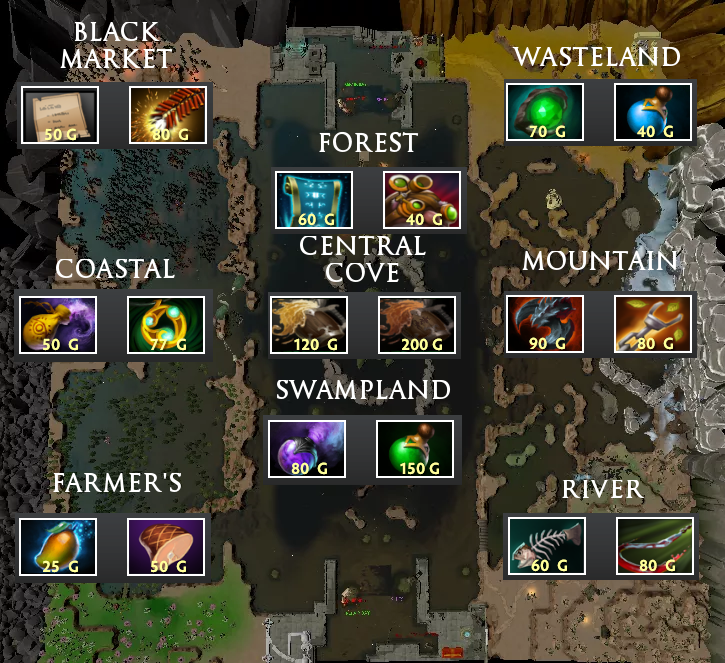 BLACK
MARKET
50 G
80 G
WASTELAND
70 G
40 G
FOREST
60 G
40 G
COASTAL
50 G
77 G
CENTRAL
COVE
120 G
200 G
MOUNTAIN
90 G
80 G
SWAMPLAND
80 G
150 G
FARMER'S
25 G
50 G
RIVER
60 G
80 G